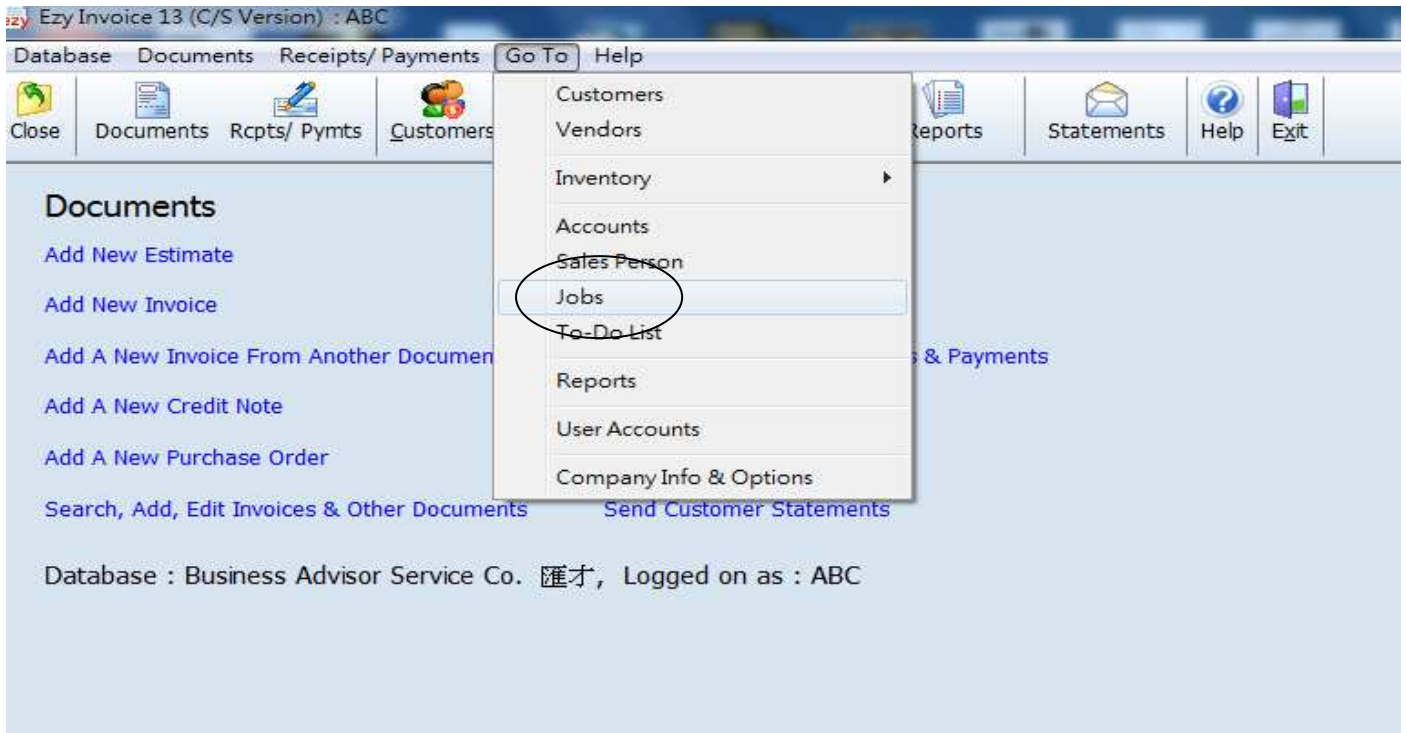 ezy Ezy Invoice 13 (C/S Version) : ABC
Database Documents Receipts/ Payments Go To Help
Close Documents Rcpts/ Pymts Customers Reports Statements Help Exit
Customers
Vendors
Inventory
Accounts
Sales Person
Jobs
To-Do List
Reports
User Accounts
Company Info & Options
Documents
Add New Estimate
Add New Invoice
Add A New Invoice From Another Documen
s & Payments
Add A New Credit Note
Add A New Purchase Order
Search, Add, Edit Invoices & Other Documents Send Customer Statements
Database : Business Advisor Service Co. 匯才, Logged on as : ABC